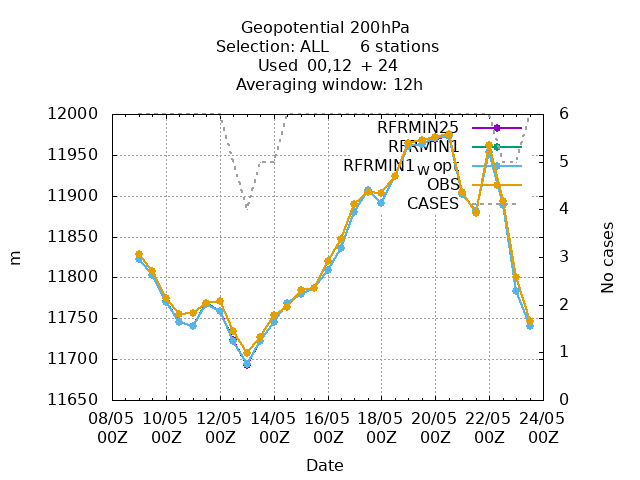 Geopotential 200hPa
Selection: ALL 6 stations
Used 00,12 + 24
Averaging window: 12h
12000
11950
11900
11850
11800
11750
11700
11650
6
5
4
3
2
1
0
RFRMIN25
RFRMIN1
RFRMIN1W opt
OBS
CASES
m
No cases
08/05 10/05 12/05 14/05 16/05 18/05 20/05 22/05 24/05
00Z 00Z 00Z 00Z 00Z 00Z 00Z 00Z 00Z
Date